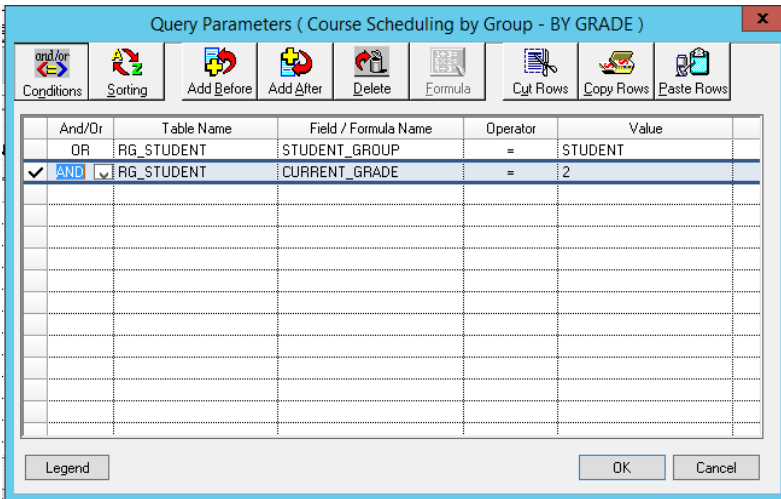 Query Parameters ( Course Scheduling by Group - BY GRADE )
x
and/or
Conditions
A Z
Sorting
Add Before
Add After
Delete
Formula
Cut Rows
Copy Rows
Paste Rows
And/Or Table Name Field / Formula Name Operator Value
OR RG_STUDENT STUDENT_GROUP = STUDENT
AND RG_STUDENT CURRENT_GRADE = 2
Legend OK Cancel